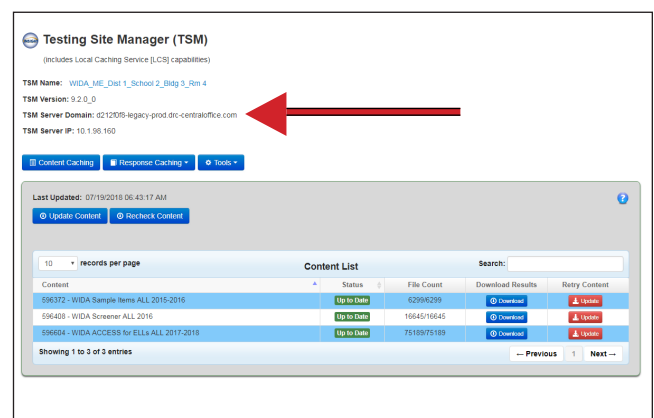 Testing Site Manager (TSM)
(includes Local Caching Service [LCS] capabilities)
TSM Name: WIDA_ME_Dist 1_School 2_Bldg 3_Rm 4
TSM Version: 9.2.0_0
TSM Server Domain: d212f0f8-legacy-prod.drc-centraloffice.com
TSM Server IP: 10.1.98.160
Content Caching Response Caching Tools
Last Updated: 07/19/2018 06:43:17 AM
Update Content Recheck Content
10 records per page Content List Search:
Content Status File Count Download Results Retry Content
596372 - WIDA Sample Items ALL 2015-2016 Up to Date 6299/6299 Download Update
596408 - WIDA Screener ALL 2016 Up to Date 16645/16645 Download Update
596604 - WIDA ACCESS for ELLs ALL 2017-2018 Up to Date 75189/75189 Download Update
Showing 1 to 3 of 3 entries ← Previous 1 Next →